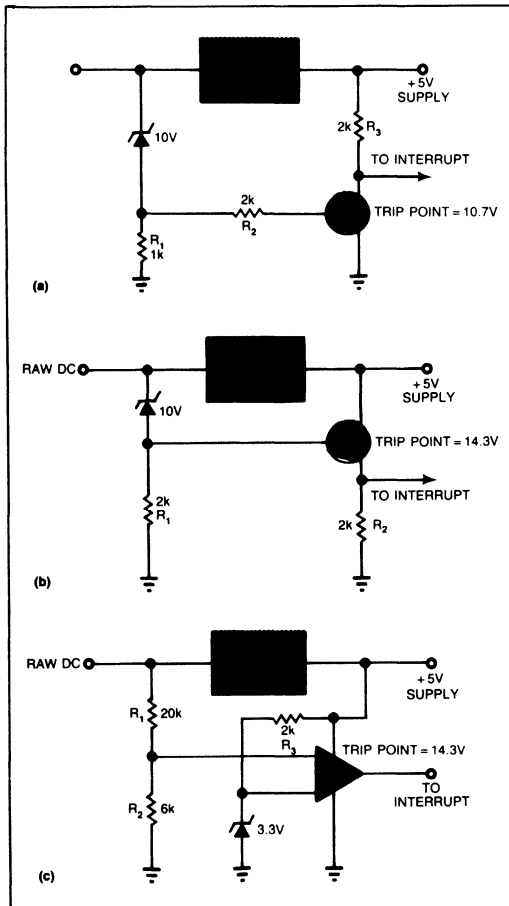 +5V
SUPPLY
10V
2k
R3
TO INTERRUPT
2k
R2
TRIP POINT = 10.7V
R1
1k
(a)
RAW DC
+5V
SUPPLY
10V
TRIP POINT = 14.3V
TO INTERRUPT
2k
R1
2k
R2
(b)
RAW DC
+5V
SUPPLY
R1
20k
2k
R3
TRIP POINT = 14.3V
TO
INTERRUPT
R2
6k
3.3V
(c)